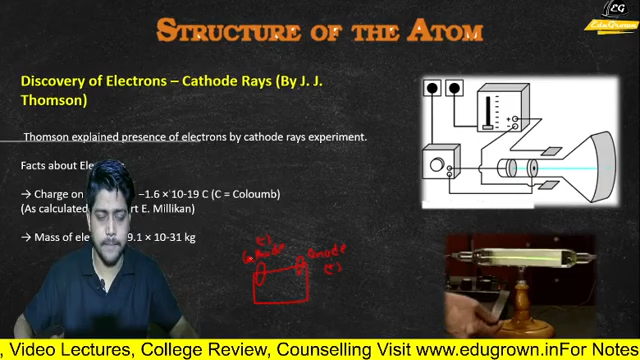 EG
EduGrown
STRUCTURE OF THE ATOM
Discovery of Electrons – Cathode Rays (By J. J.
Thomson)
Thomson explained presence of electrons by cathode rays experiment.
Facts about Ele
→ Charge on –1.6 × 10-19 C (C = Coloumb)
(As calculated rt E. Millikan)
→ Mass of ele 9.1 × 10-31 kg
Anode
, Video Lectures, College Review, Counselling Visit www.edugrown.inFor Notes